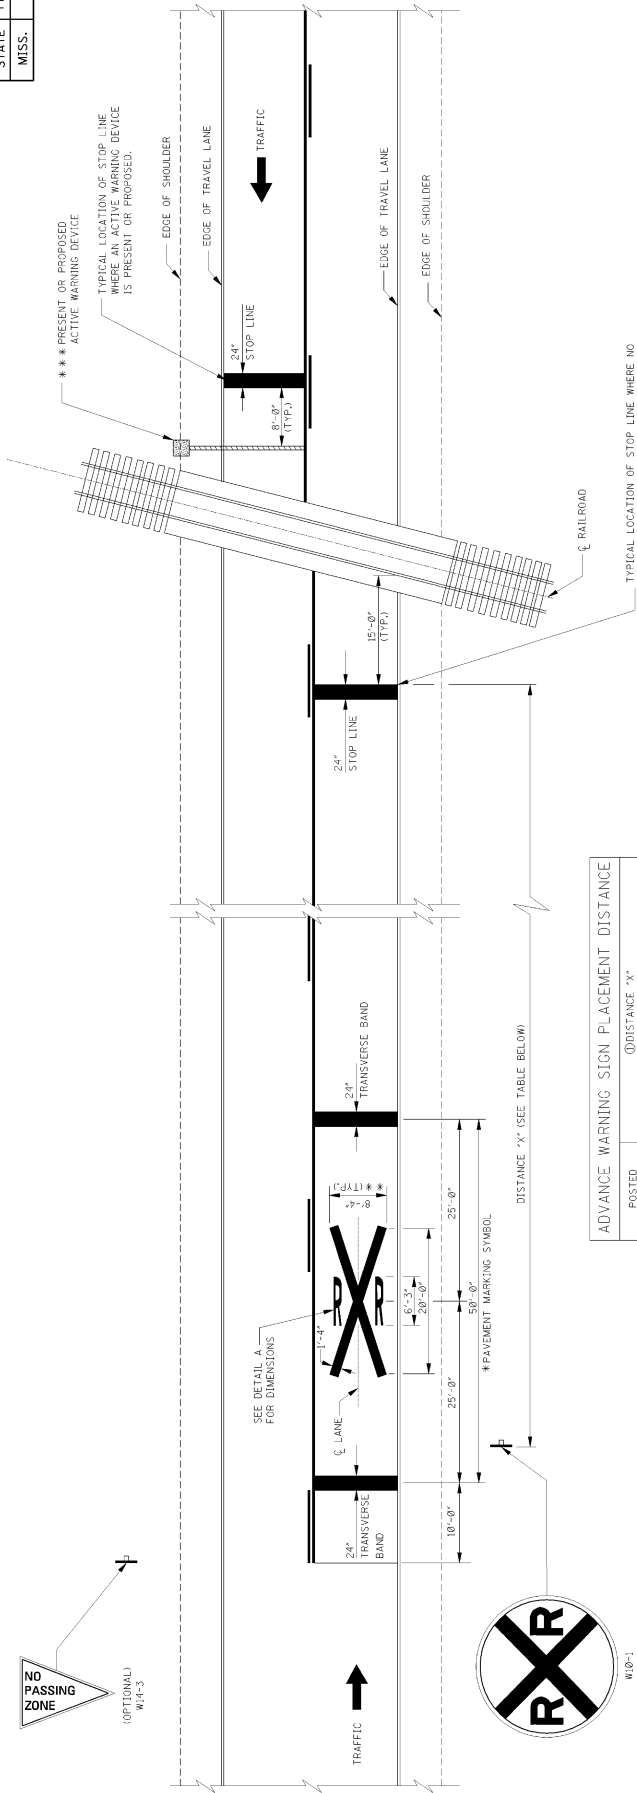 STATE
MISS.
* * * PRESENT OR PROPOSED
ACTIVE WARNING DEVICE
TYPICAL LOCATION OF STOP LINE
WHERE AN ACTIVE WARNING DEVICE
IS PRESENT OR PROPOSED.
EDGE OF SHOULDER
EDGE OF TRAVEL LANE
TRAFFIC
24"
STOP LINE
8'-0"
(TYP.)
EDGE OF TRAVEL LANE
EDGE OF SHOULDER
℄ RAILROAD
15'-0"
(TYP.)
24"
STOP LINE
TYPICAL LOCATION OF STOP LINE WHERE NO
24"
TRANSVERSE BAND
8'-4"
* * (TYP.)
R
R
SEE DETAIL A
FOR DIMENSIONS
1'-4"
℄ LANE
6'-3"
20'-0"
25'-0"
25'-0"
50'-0"
*PAVEMENT MARKING SYMBOL
DISTANCE "X" (SEE TABLE BELOW)
24"
TRANSVERSE
BAND
10'-0"
NO
PASSING
ZONE
(OPTIONAL)
W14-3
TRAFFIC
R R
W10-1
ADVANCE WARNING SIGN PLACEMENT DISTANCE
POSTED
①DISTANCE "X"